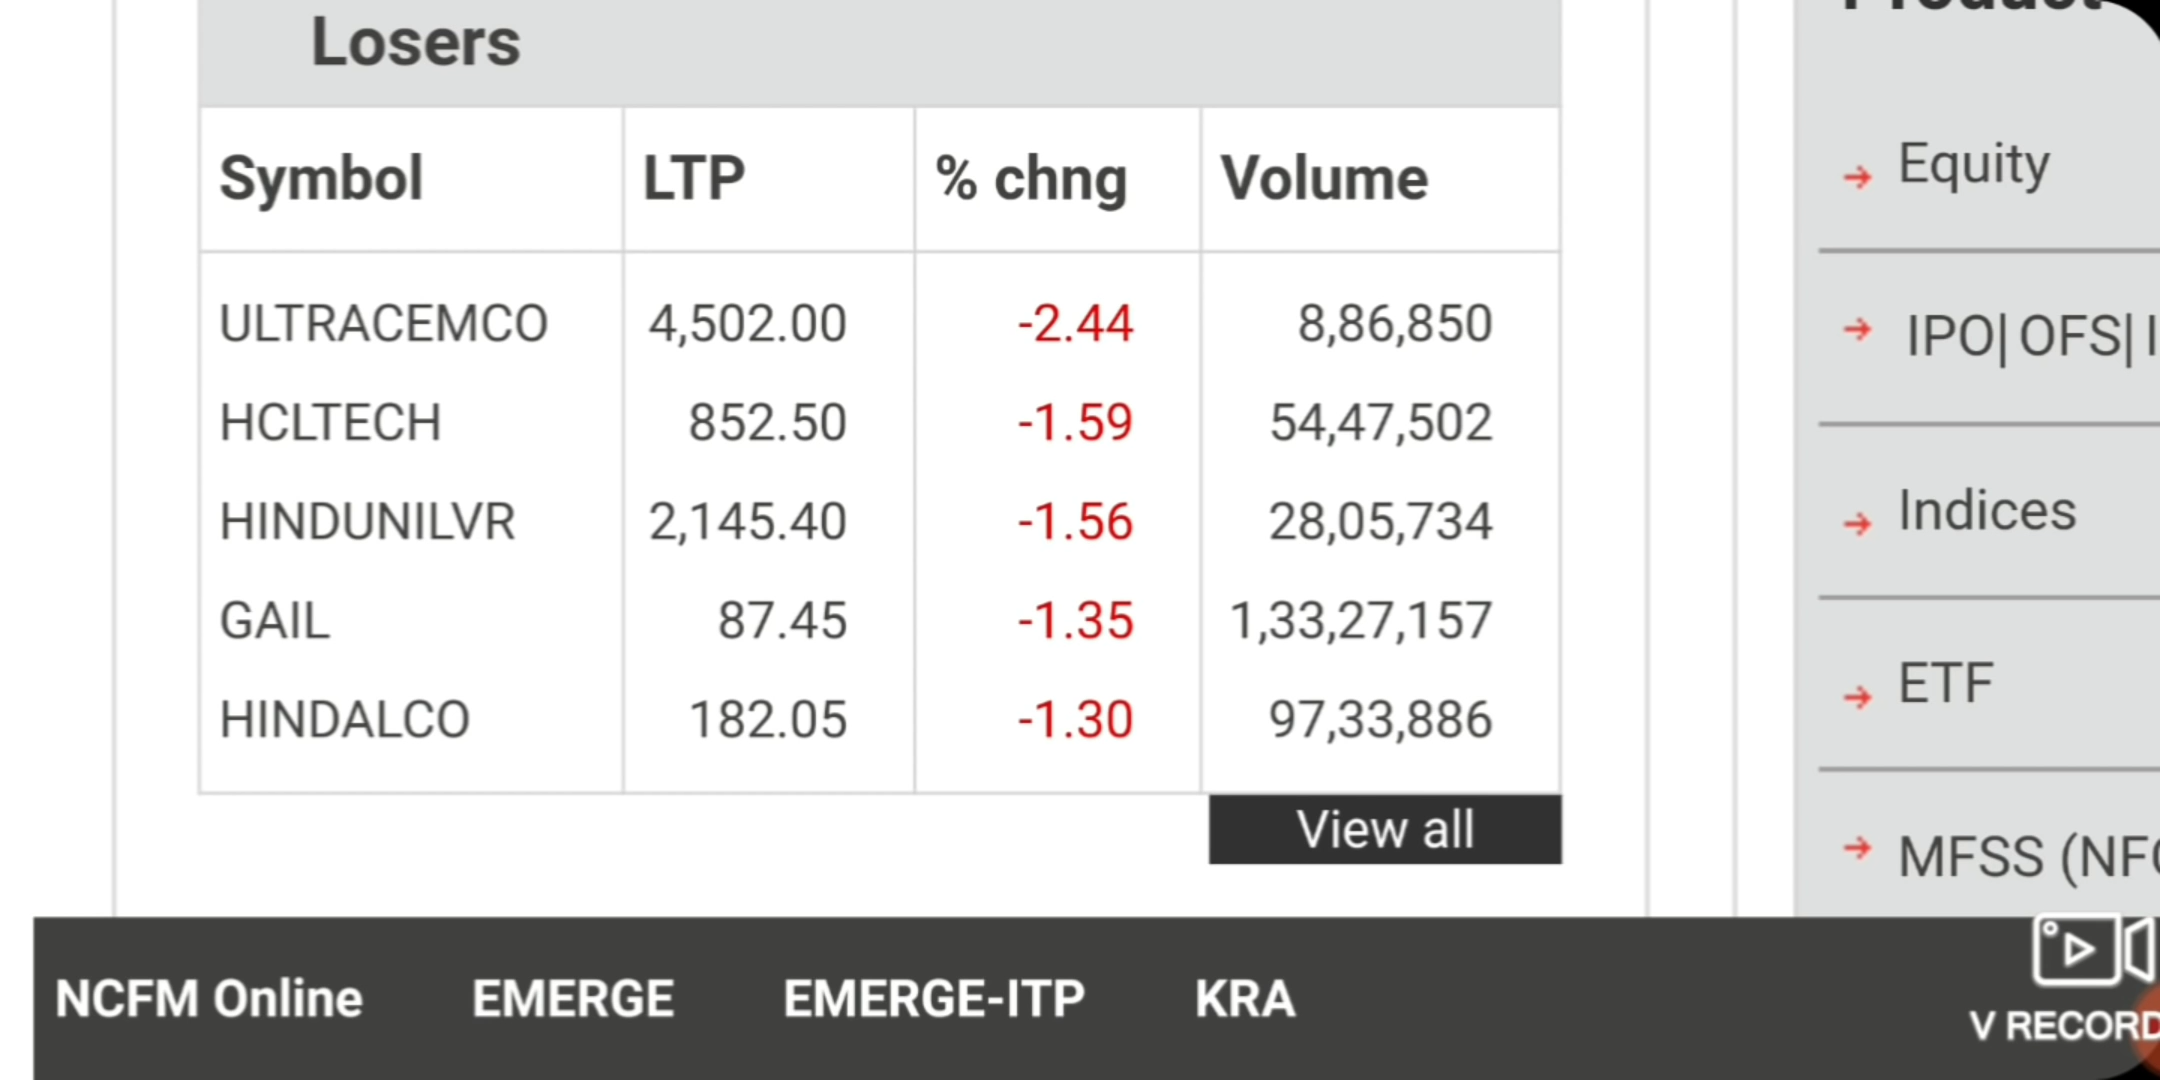 Losers
Symbol LTP % chng Volume
ULTRACEMCO 4,502.00 -2.44 8,86,850
HCLTECH 852.50 -1.59 54,47,502
HINDUNILVR 2,145.40 -1.56 28,05,734
GAIL 87.45 -1.35 1,33,27,157
HINDALCO 182.05 -1.30 97,33,886
View all
Product
Equity
IPO| OFS|
Indices
ETF
MFSS
NCFM Online EMERGE EMERGE-ITP KRA
V RECORD